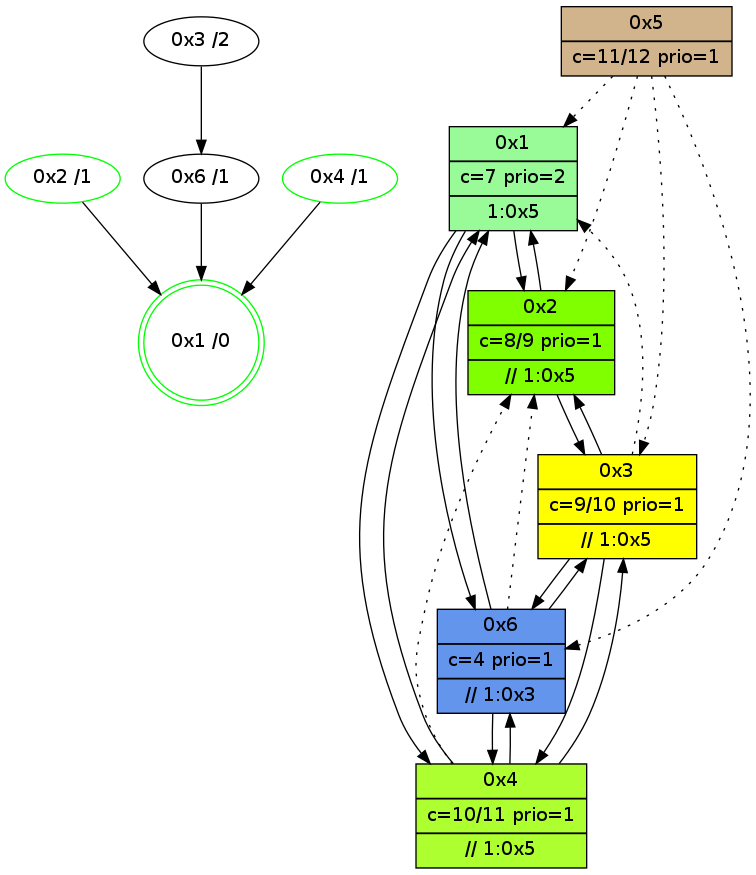 0x3 /2
0x2 /1
0x6 /1
0x4 /1
0x1 /0
0x5
c=11/12 prio=1
0x1
c=7 prio=2
1:0x5
0x2
c=8/9 prio=1
// 1:0x5
0x3
c=9/10 prio=1
// 1:0x5
0x6
c=4 prio=1
// 1:0x3
0x4
c=10/11 prio=1
// 1:0x5